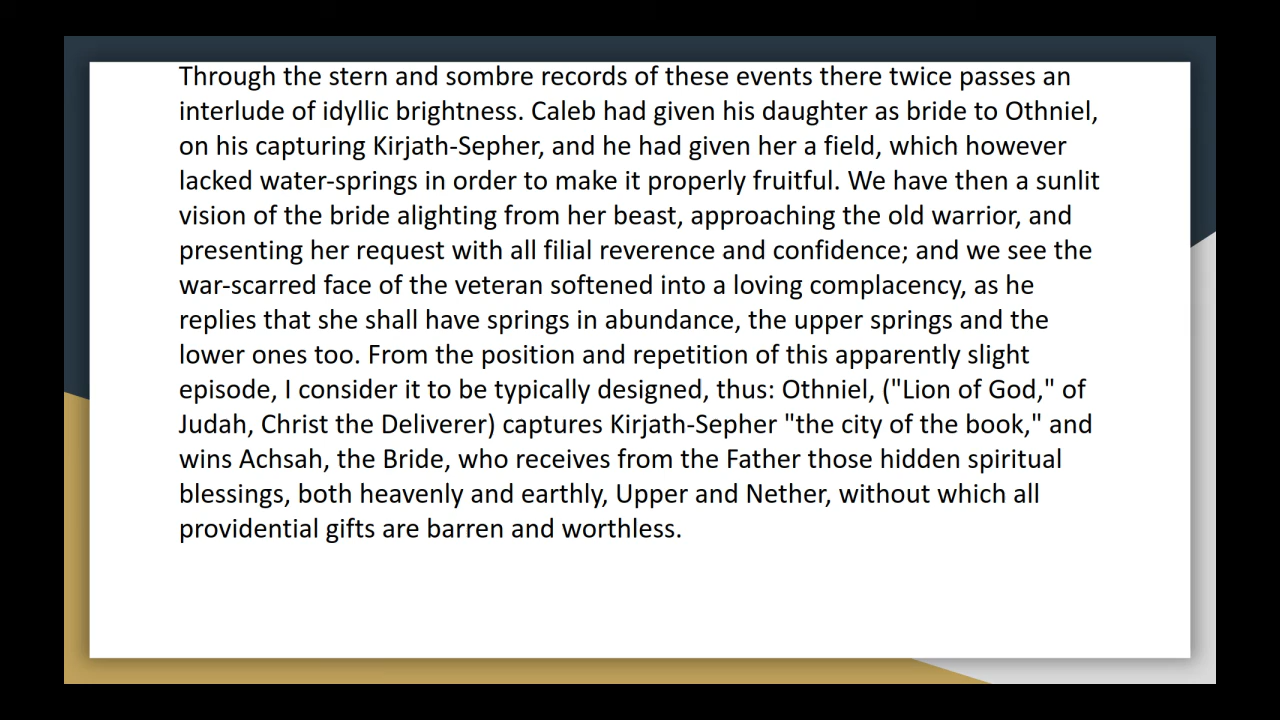 Through the stern and sombre records of these events there twice passes an
interlude of idyllic brightness. Caleb had given his daughter as bride to Othniel,
on his capturing Kirjath-Sepher, and he had given her a field, which however
lacked water-springs in order to make it properly fruitful. We have then a sunlit
vision of the bride alighting from her beast, approaching the old warrior, and
presenting her request with all filial reverence and confidence; and we see the
war-scarred face of the veteran softened into a loving complacency, as he
replies that she shall have springs in abundance, the upper springs and the
lower ones too. From the position and repetition of this apparently slight
episode, I consider it to be typically designed, thus: Othniel, ("Lion of God," of
Judah, Christ the Deliverer) captures Kirjath-Sepher "the city of the book," and
wins Achsah, the Bride, who receives from the Father those hidden spiritual
blessings, both heavenly and earthly, Upper and Nether, without which all
providential gifts are barren and worthless.